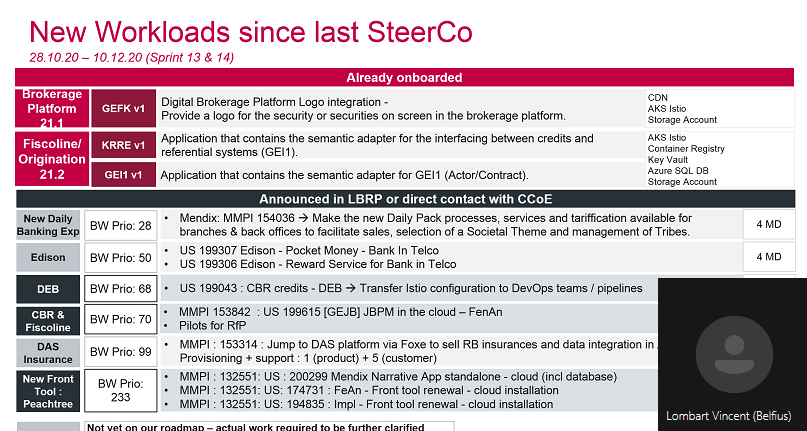 New Workloads since last SteerCo
28.10.20 – 10.12.20 (Sprint 13 & 14)
Already onboarded
Brokerage
Platform
21.1
GEFK v1
Digital Brokerage Platform Logo integration -
Provide a logo for the security or securities on screen in the brokerage platform.
CDN
AKS Istio
Storage Account
Fiscoline/
Origination
21.2
KRRE v1
Application that contains the semantic adapter for the interfacing between credits and
referential systems (GEI1).
GEI1 v1
Application that contains the semantic adapter for GEI1 (Actor/Contract).
AKS Istio
Container Registry
Key Vault
Azure SQL DB
Storage Account
Announced in LBRP or direct contact with CCoE
New Daily
Banking Exp
BW Prio: 28
• Mendix: MMPI 154036 → Make the new Daily Pack processes, services and tariffication available for
branches & back offices to facilitate sales, selection of a Societal Theme and management of Tribes.
4 MD
Edison
BW Prio: 50
• US 199307 Edison - Pocket Money - Bank In Telco
• US 199306 Edison - Reward Service for Bank in Telco
4 MD
DEB
BW Prio: 68
• US 199043 : CBR credits - DEB → Transfer Istio configuration to DevOps teams / pipelines
CBR &
Fiscoline
BW Prio: 70
• MMPI 153842 : US 199615 [GEJB] JBPM in the cloud – FenAn
• Pilots for RfP
DAS
Insurance
BW Prio: 99
• MMPI : 153314 : Jump to DAS platform via Foxe to sell RB insurances and data integration in
Provisioning + support : 1 (product) + 5 (customer)
New Front
Tool :
Peachtree
BW Prio:
233
• MMPI : 132551: US : 200299 Mendix Narrative App standalone - cloud (incl database)
• MMPI : 132551: US : 174731 : FeAn - Front tool renewal - cloud installation
• MMPI : 132551: US: 194835 : Impl - Front tool renewal - cloud installation
Not yet on our roadmap – actual work required to be further clarified
Lombart Vincent (Belfius)